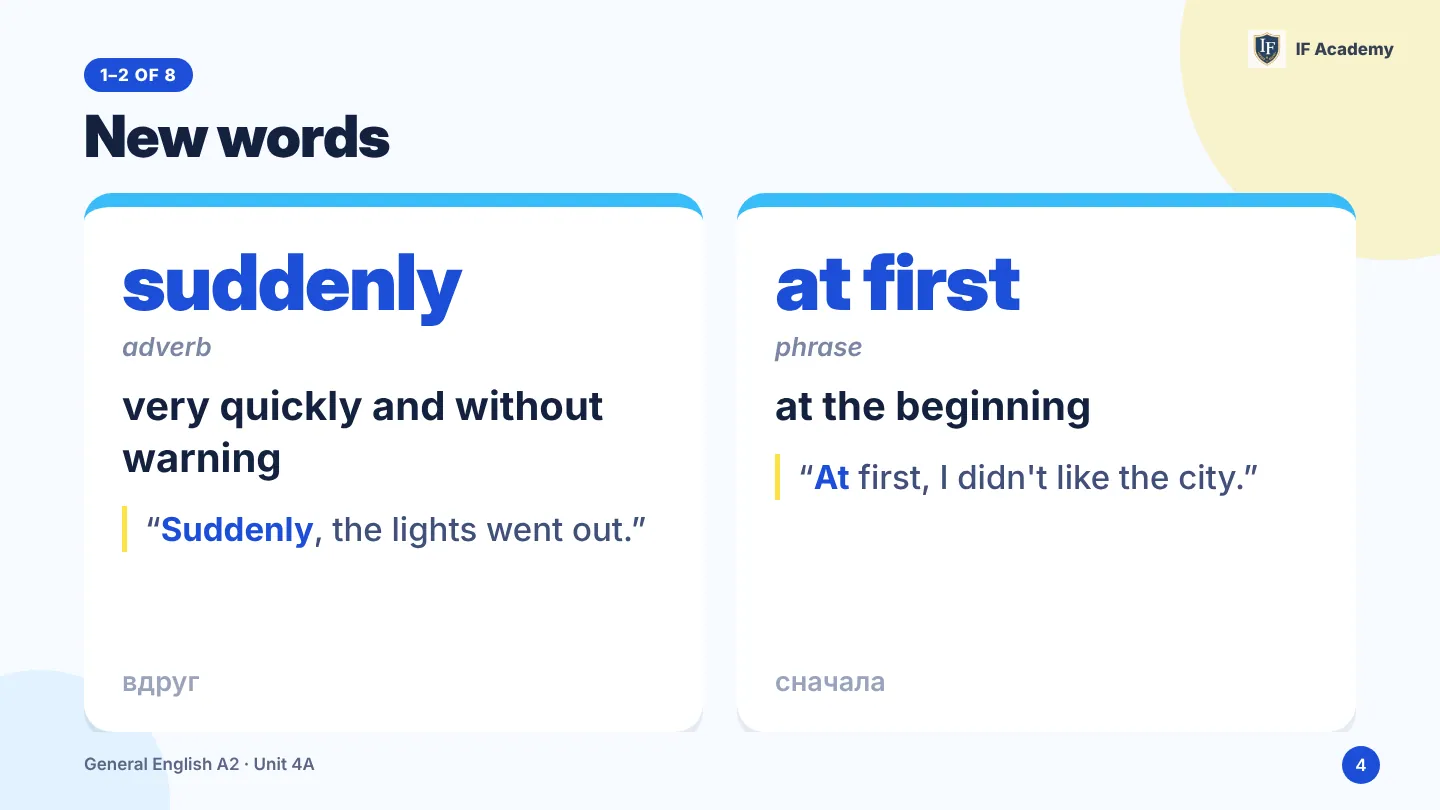 IF
IF Academy
1–2 OF 8
New words
suddenly
adverb
very quickly and without
warning
“Suddenly, the lights went out.”
вдруг
at first
phrase
at the beginning
“At first, I didn't like the city.”
сначала
General English A2 · Unit 4A
4